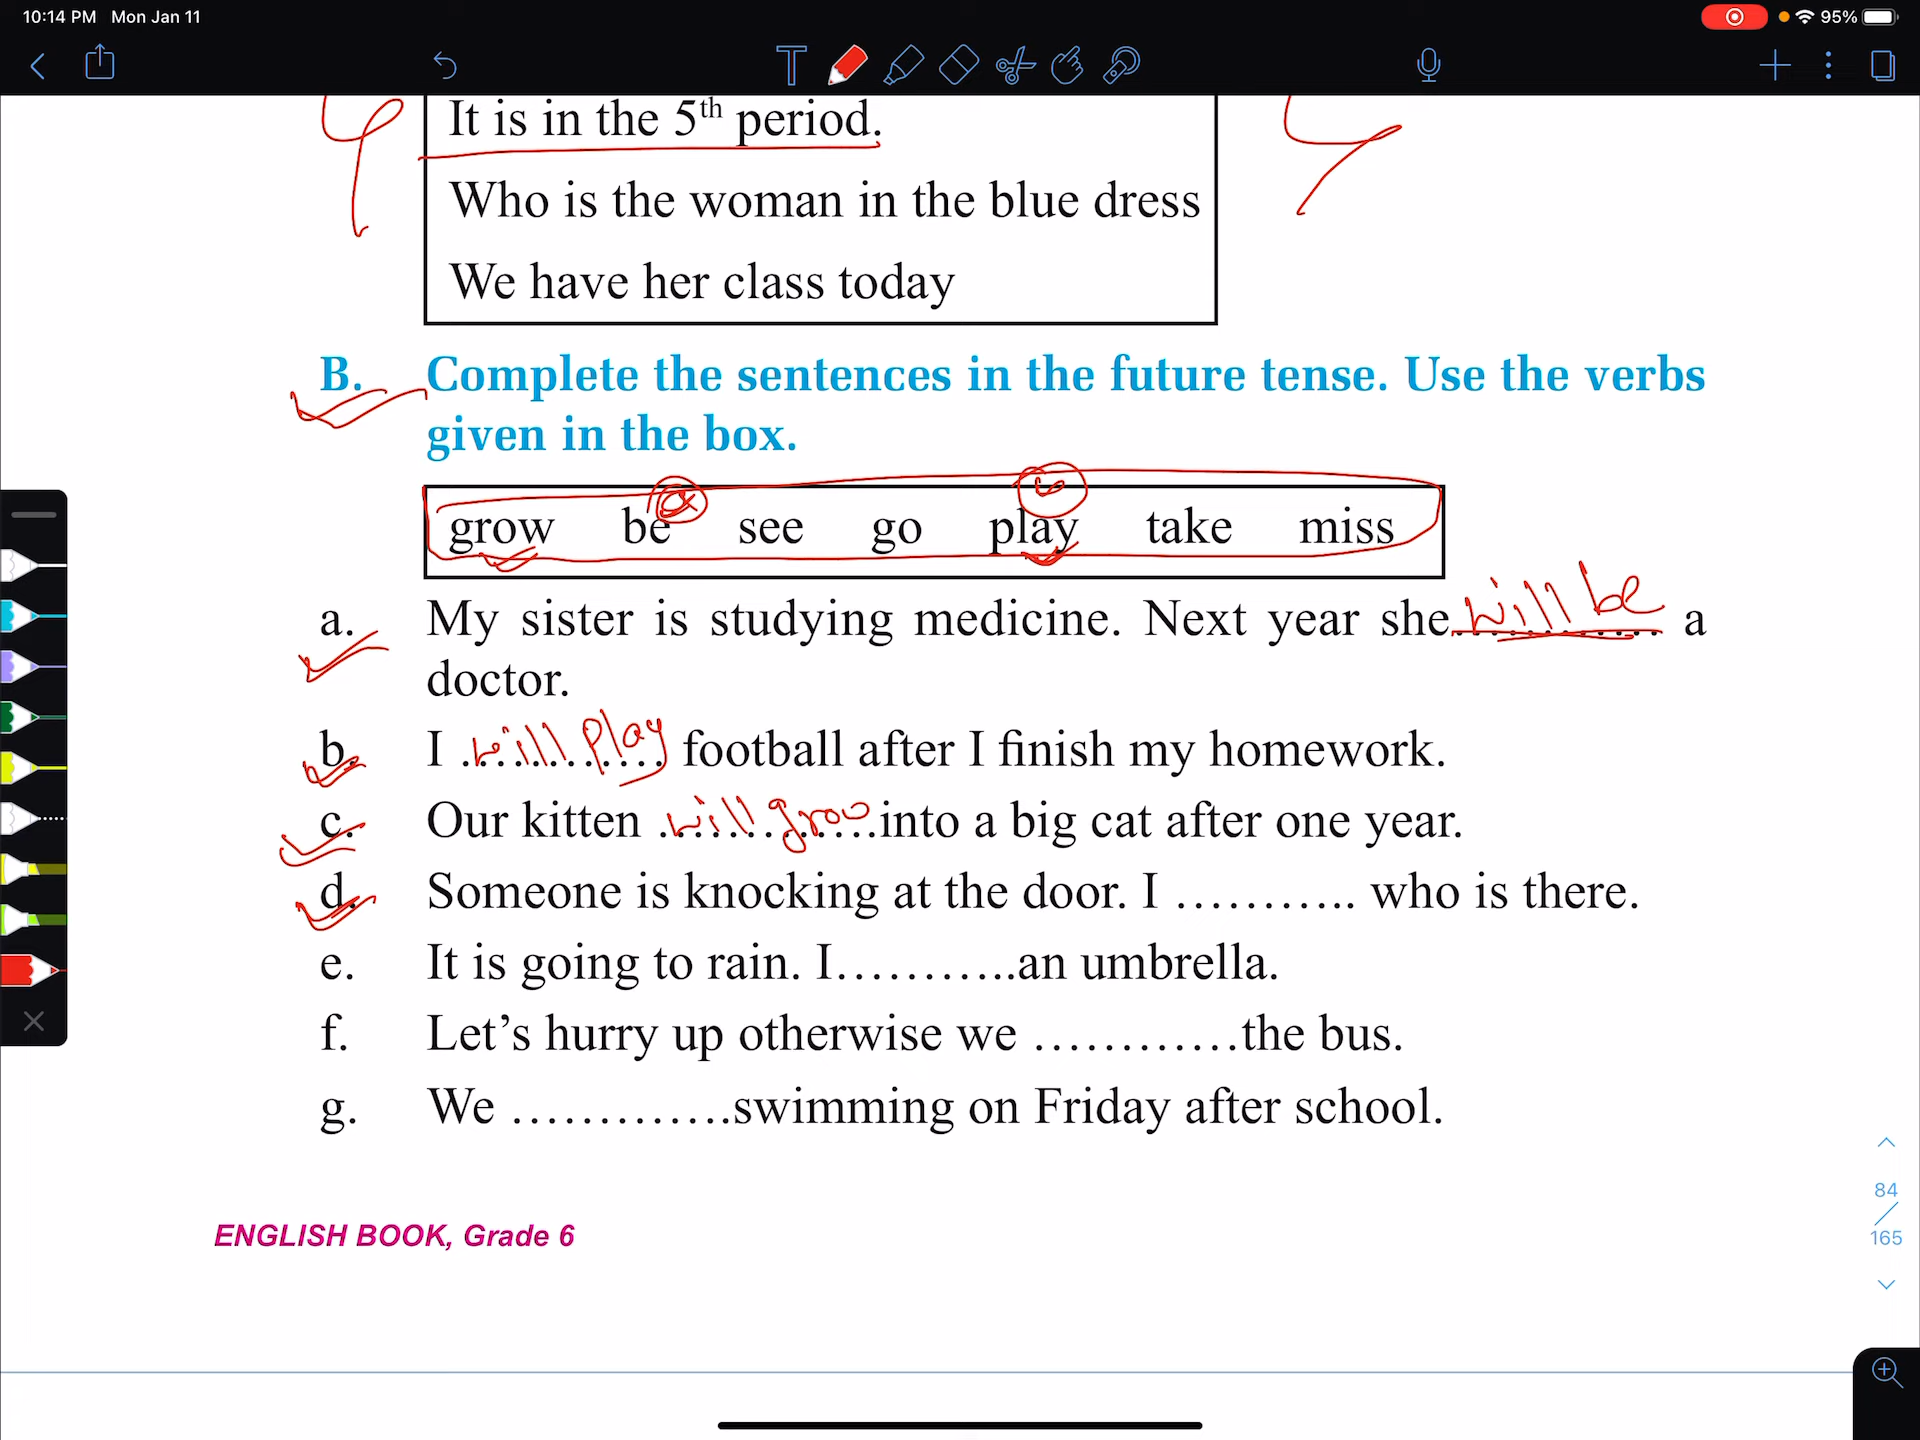 10:14 PM Mon Jan 11
95%
It is in the 5th period.
Who is the woman in the blue dress
We have her class today
B. Complete the sentences in the future tense. Use the verbs
given in the box.
grow be see go play take miss
a. My sister is studying medicine. Next year she will be a
doctor.
b. I will play football after I finish my homework.
c. Our kitten will grow into a big cat after one year.
d. Someone is knocking at the door. I ........... who is there.
e. It is going to rain. I...........an umbrella.
f. Let's hurry up otherwise we ............the bus.
g. We .............swimming on Friday after school.
84
165
ENGLISH BOOK, Grade 6